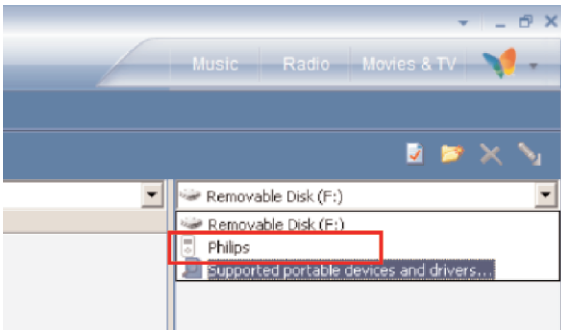 Music Radio Movies & TV
Removable Disk (F:)
Removable Disk (F:)
Philips
Supported portable devices and drivers...